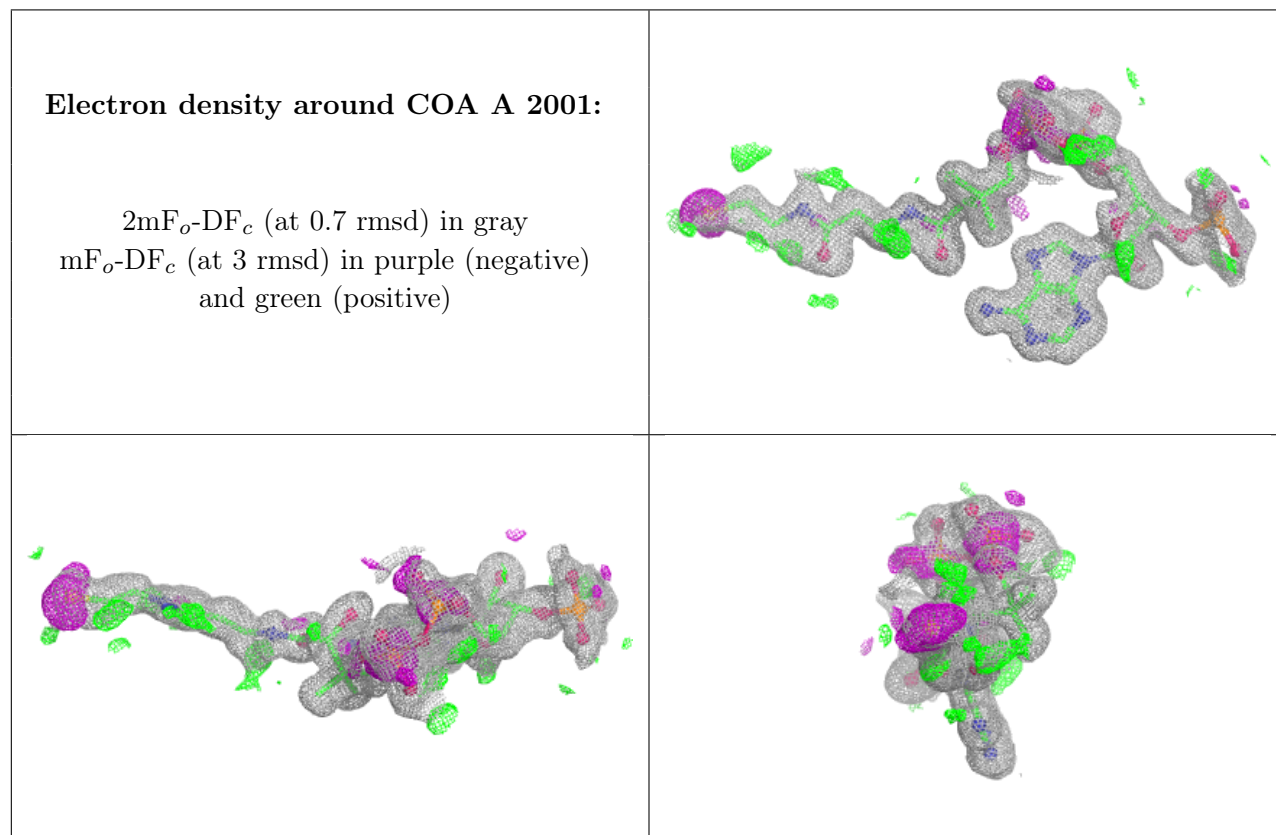 Electron density around COA A 2001:
2mFo-DFc (at 0.7 rmsd) in gray
mFo-DFc (at 3 rmsd) in purple (negative)
and green (positive)